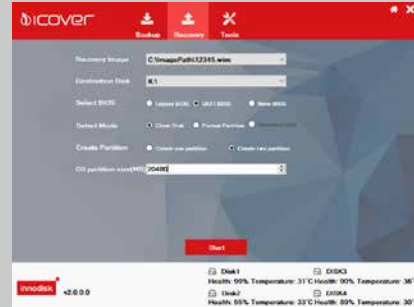 iCOVER
Backup Recovery Tools
Recovery Image C:\ImagePath\12345.wim
Destination Disk K:\
Select BIOS Legacy BIOS UEFI BIOS None BIOS
Select Mode Clean Disk Format Partition
Create Partition Create one partition Create two partition
OS partition size(MB) 20480
Start
innodisk v2.0.0.0
Disk1 DISK3
Health: 99% Temperature: 31°C Health: 90% Temperature: 36°
Disk2 DISK4
Health: 55% Temperature: 33°C Health: 89% Temperature: 30°